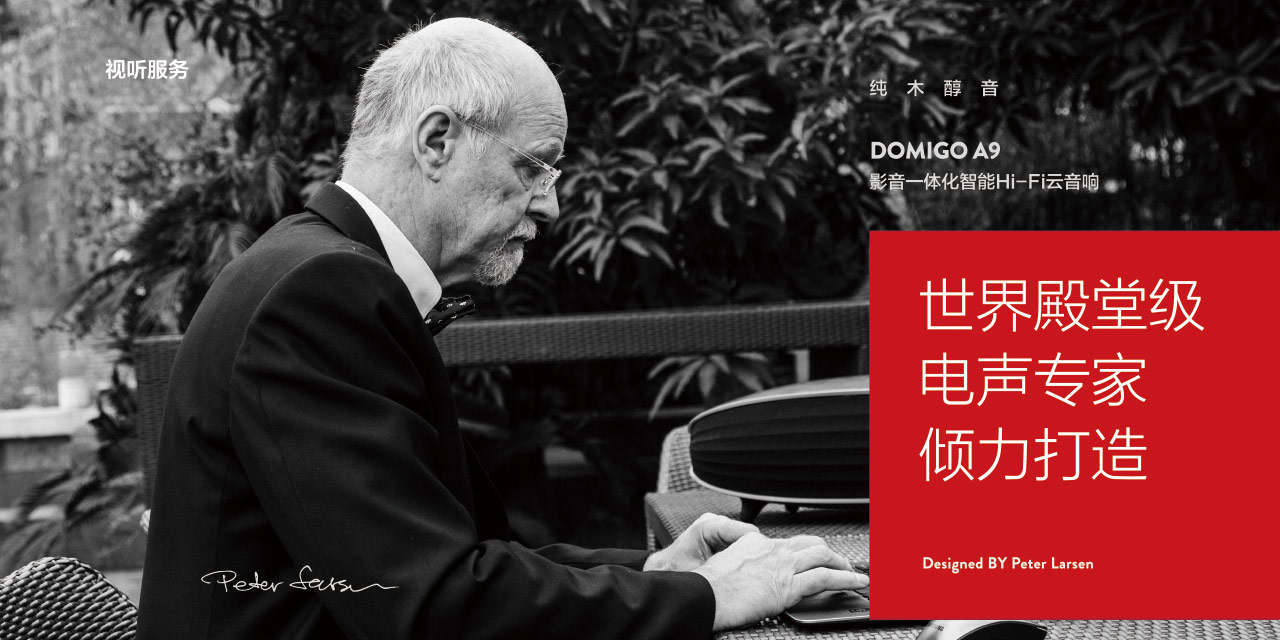 视听服务
纯木醇音
DOMIGO A9
影音一体化智能Hi-Fi云音响
世界殿堂级
电声专家
倾力打造
Designed BY Peter Larsen
Peter Larsen